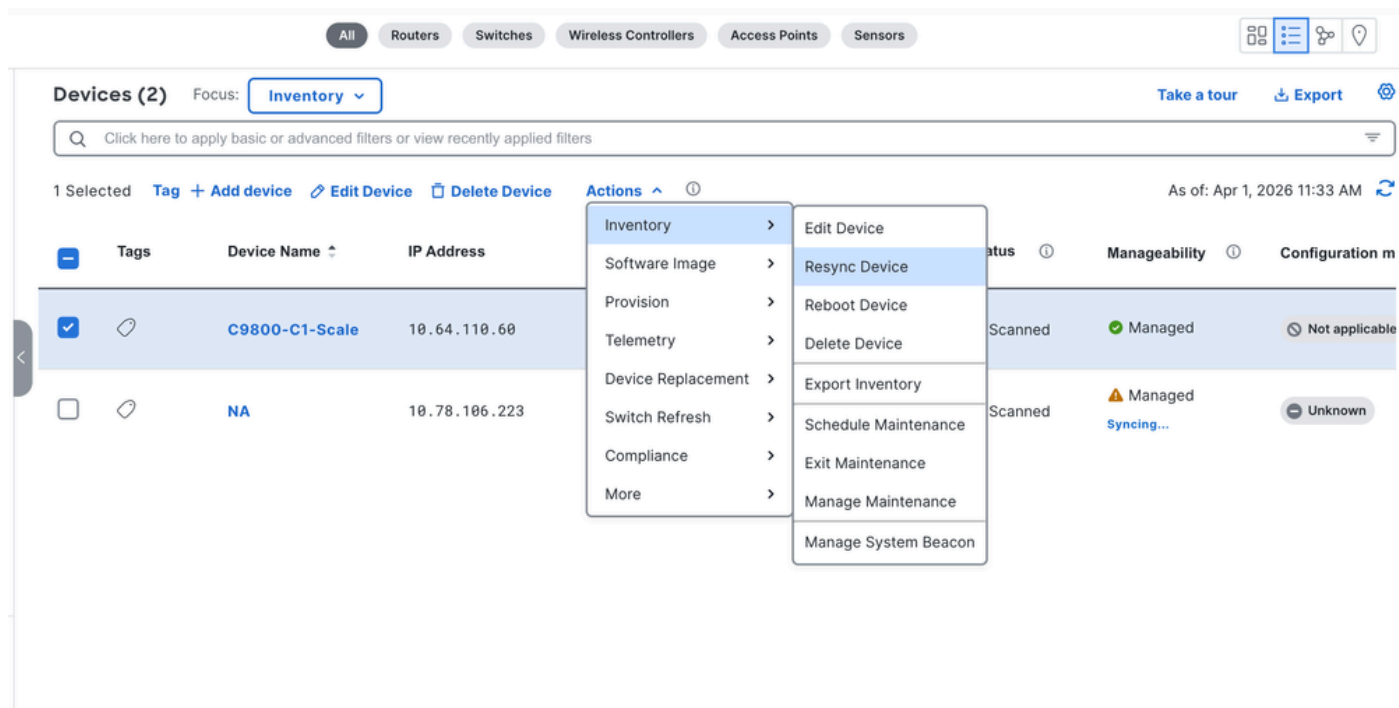 All Routers Switches Wireless Controllers Access Points Sensors
Devices (2) Focus: Inventory Take a tour Export
Click here to apply basic or advanced filters or view recently applied filters
1 Selected Tag + Add device Edit Device Delete Device Actions As of: Apr 1, 2026 11:33 AM
Tags Device Name IP Address atus Manageability Configuration m
C9800-C1-Scale 10.64.110.60 Scanned Managed Not applicable
NA 10.78.106.223 Scanned Managed Unknown
Syncing...
Inventory
Software Image
Provision
Telemetry
Device Replacement
Switch Refresh
Compliance
More
Edit Device
Resync Device
Reboot Device
Delete Device
Export Inventory
Schedule Maintenance
Exit Maintenance
Manage Maintenance
Manage System Beacon